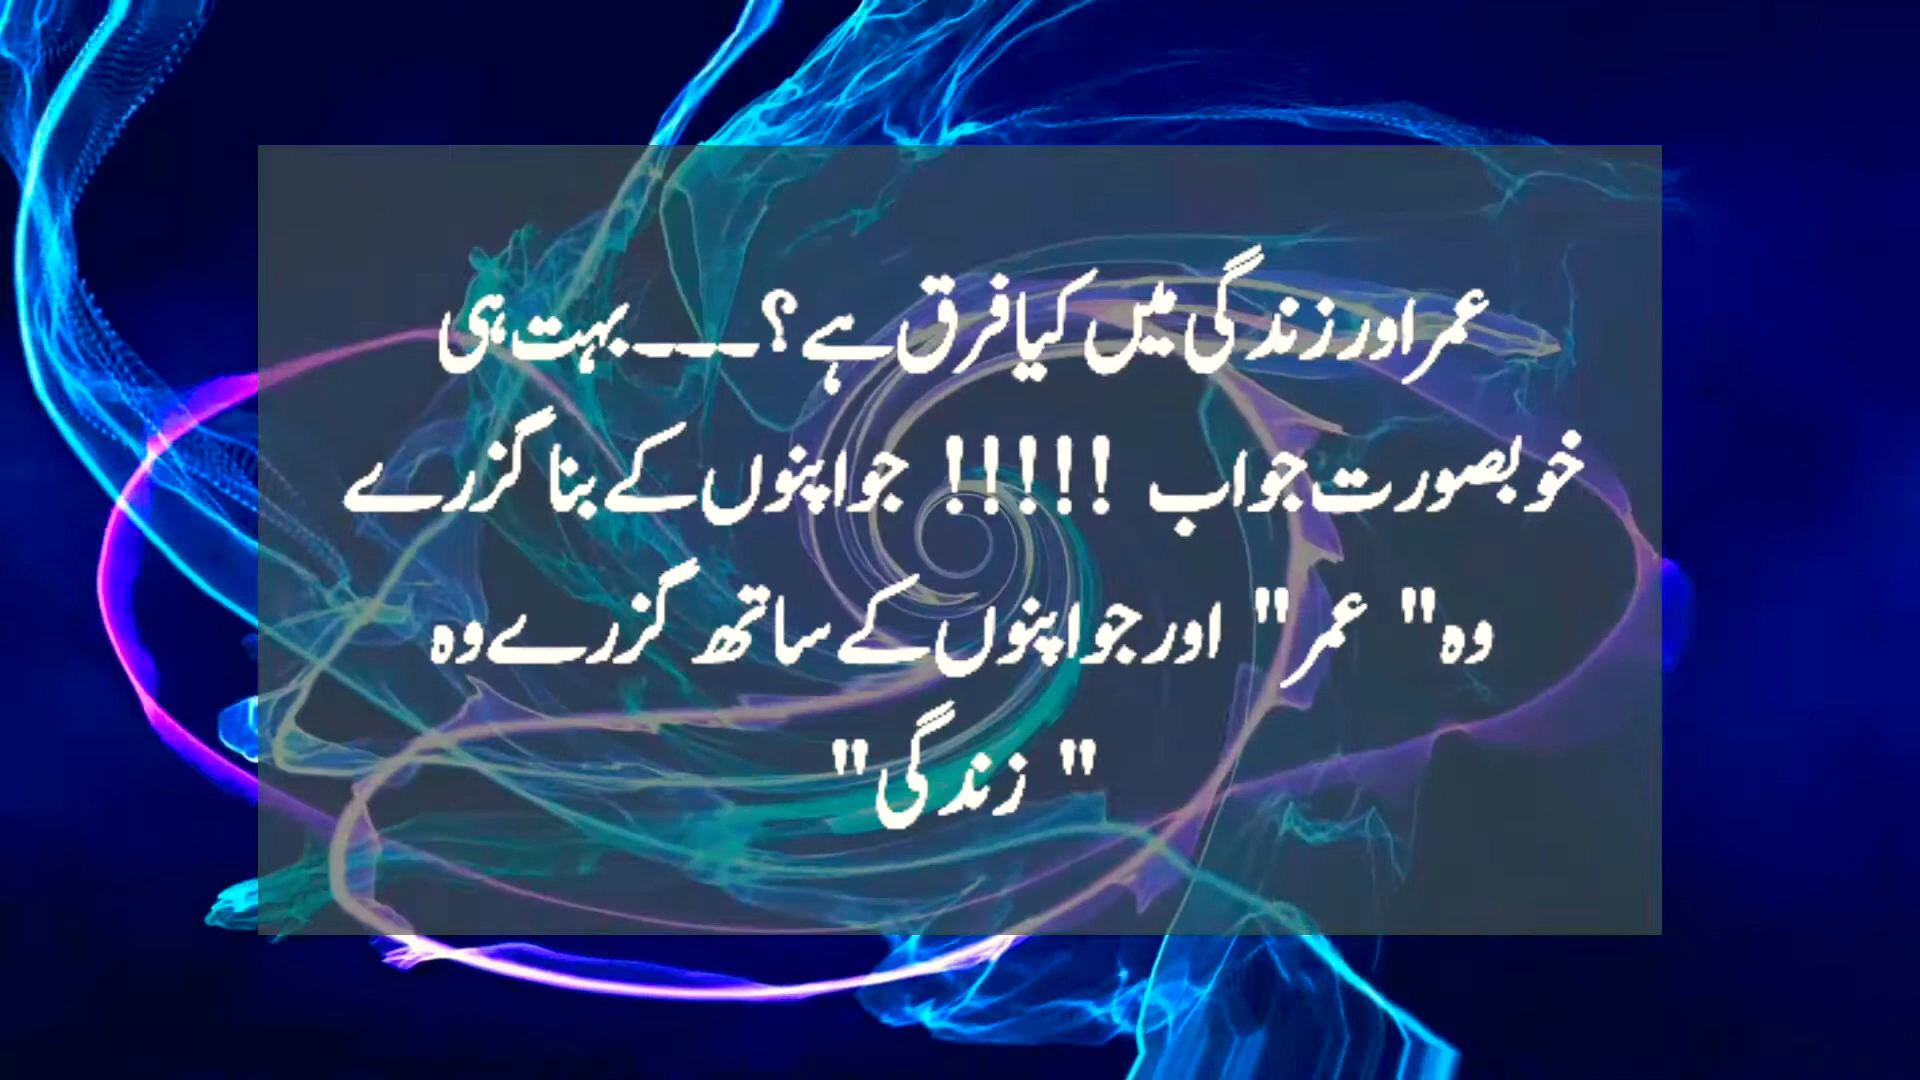 عمر اور زندگی میں کیا فرق ہے؟۔۔۔بہت ہی
خوبصورت جواب !!!!! جو اپنوں کے بنا گزرے
وہ" عمر" اور جو اپنوں کے ساتھ گزرے وہ
" زندگی"